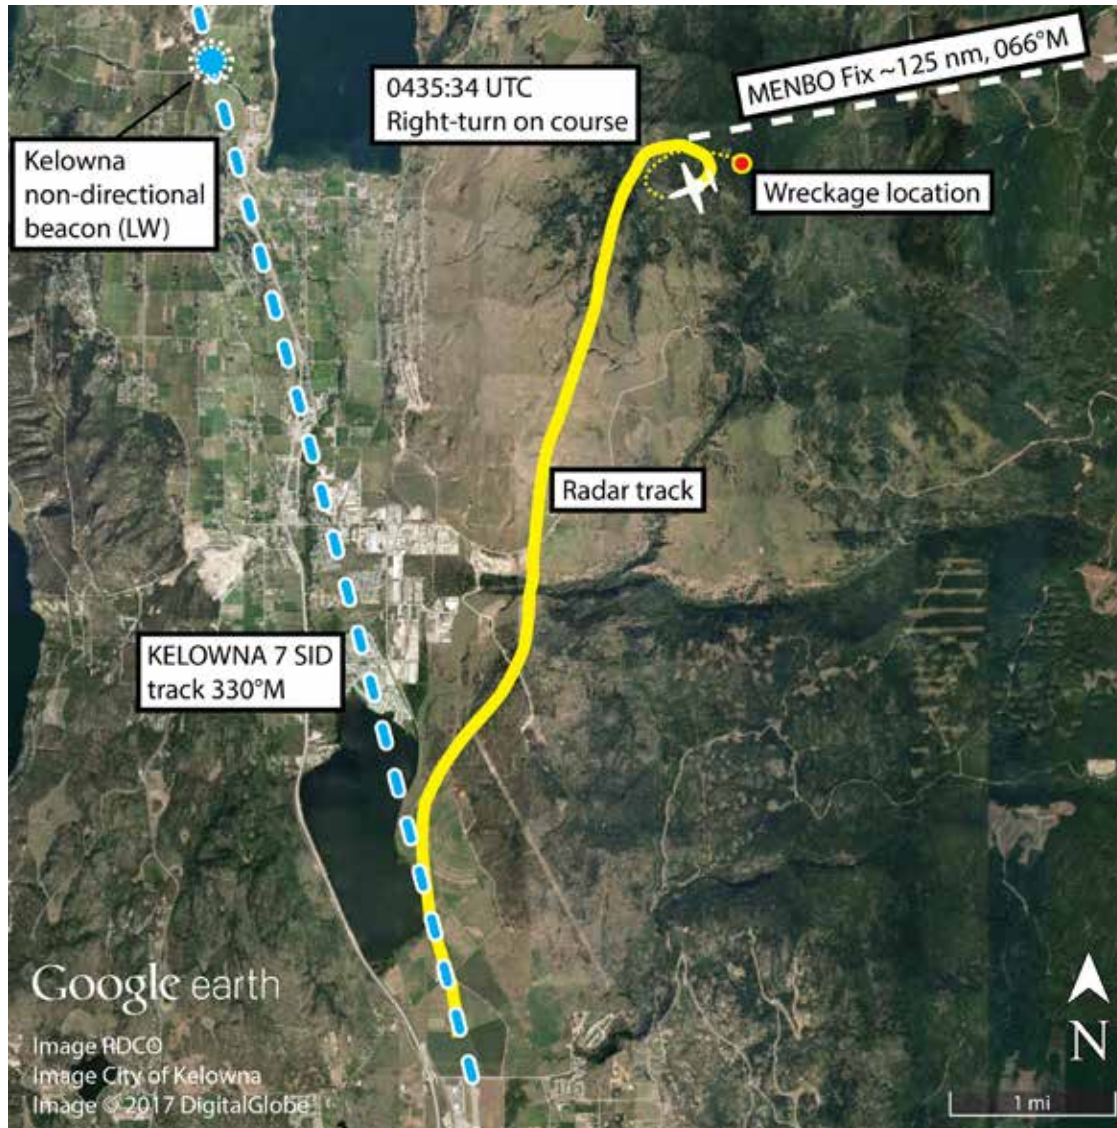 0435:34 UTC
Right-turn on course
MENBO Fix ~125 nm, 066°M
Kelowna
non-directional
beacon (LW)
Wreckage location
Radar track
KELOWNA 7 SID
track 330°M
Google earth
Image RDCO
Image City of Kelowna
Image © 2017 DigitalGlobe
N
1 mi